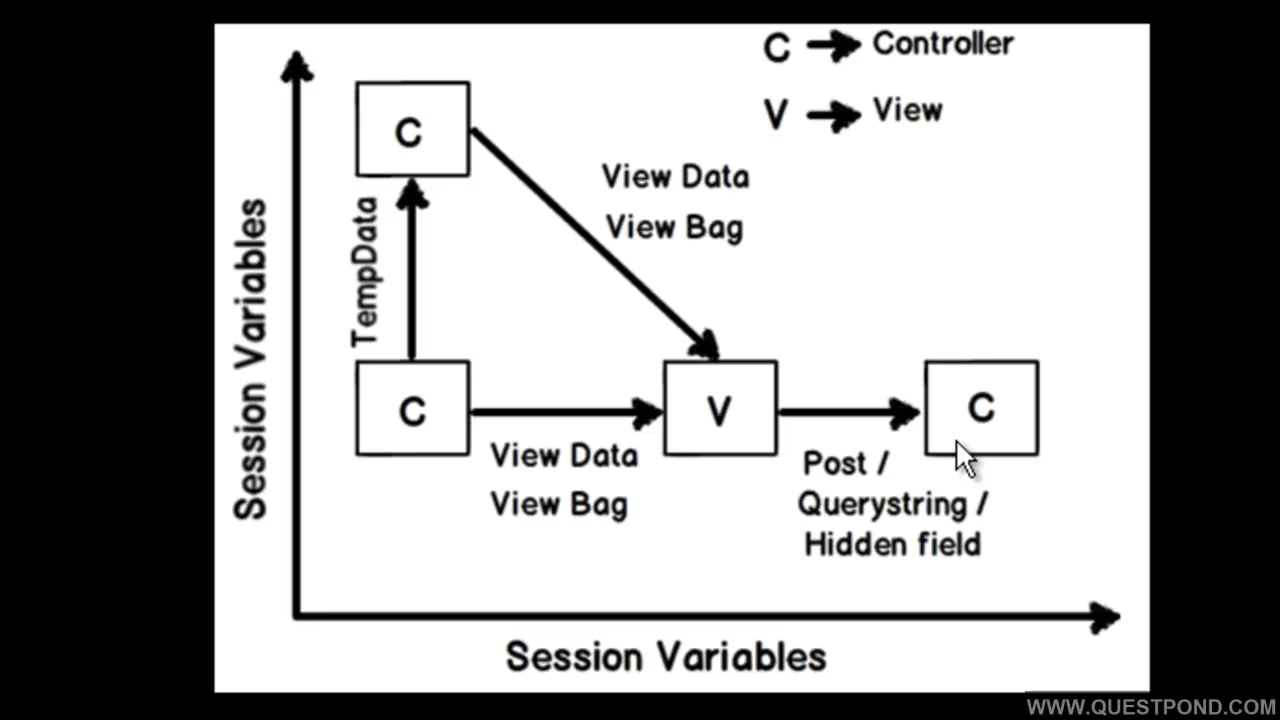 C Controller
V View
C
View Data
View Bag
TempData
Session Variables
C
V
C
View Data
View Bag
Post /
Querystring /
Hidden field
Session Variables
WWW.QUESTPOND.COM